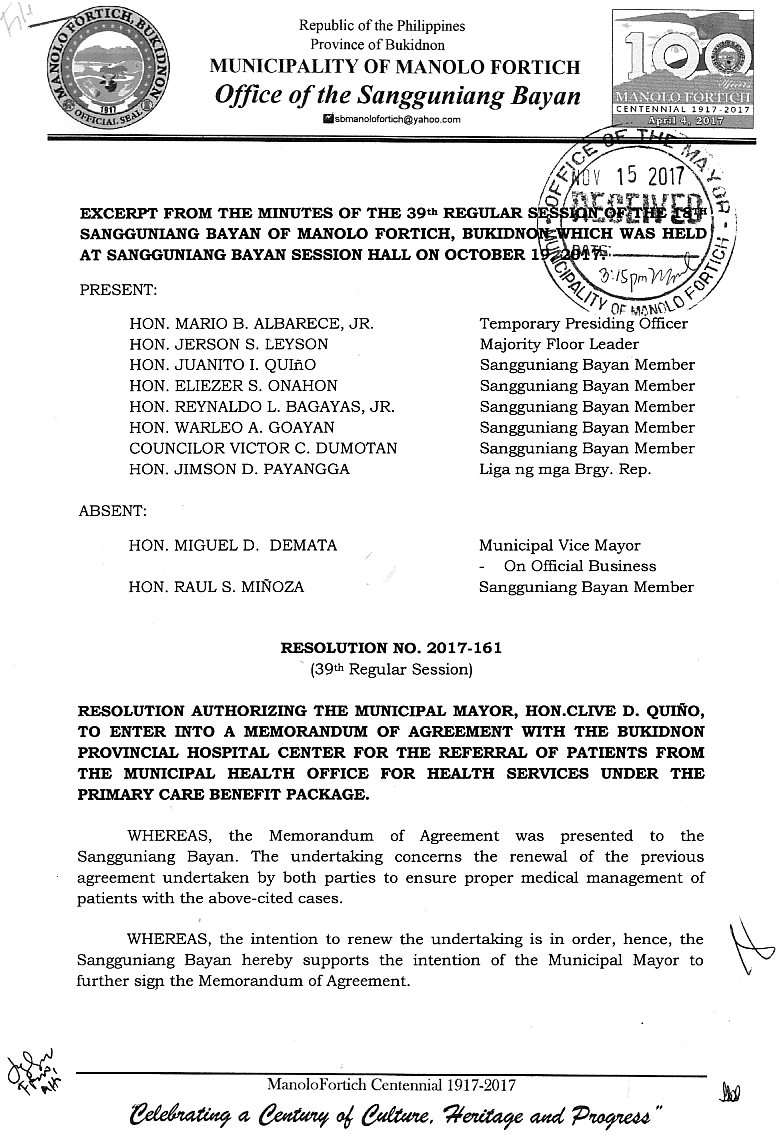 File
Republic of the Philippines
Province of Bukidnon
MUNICIPALITY OF MANOLO FORTICH
Office of the Sangguniang Bayan
sbmanolofortich@yahoo.com
MANOLO FORTICH, BUKIDNON
1917
OFFICIAL SEAL
100
Years
MANOLO FORTICH
CENTENNIAL 1917-2017
April 4, 2017
OFFICE OF THE MAYOR
NOV 15 2017
RECEIVED
DATE:
3:15pm
MUNICIPALITY OF MANOLO FORTICH
EXCERPT FROM THE MINUTES OF THE 39th REGULAR SESSION OF THE 18TH
SANGGUNIANG BAYAN OF MANOLO FORTICH, BUKIDNON WHICH WAS HELD
AT SANGGUNIANG BAYAN SESSION HALL ON OCTOBER 19, 2017.
PRESENT:
HON. MARIO B. ALBARECE, JR. Temporary Presiding Officer
HON. JERSON S. LEYSON Majority Floor Leader
HON. JUANITO I. QUIñO Sangguniang Bayan Member
HON. ELIEZER S. ONAHON Sangguniang Bayan Member
HON. REYNALDO L. BAGAYAS, JR. Sangguniang Bayan Member
HON. WARLEO A. GOAYAN Sangguniang Bayan Member
COUNCILOR VICTOR C. DUMOTAN Sangguniang Bayan Member
HON. JIMSON D. PAYANGGA Liga ng mga Brgy. Rep.
ABSENT:
HON. MIGUEL D. DEMATA Municipal Vice Mayor
- On Official Business
HON. RAUL S. MIÑOZA Sangguniang Bayan Member
RESOLUTION NO. 2017-161
(39th Regular Session)
RESOLUTION AUTHORIZING THE MUNICIPAL MAYOR, HON.CLIVE D. QUIÑO,
TO ENTER INTO A MEMORANDUM OF AGREEMENT WITH THE BUKIDNON
PROVINCIAL HOSPITAL CENTER FOR THE REFERRAL OF PATIENTS FROM
THE MUNICIPAL HEALTH OFFICE FOR HEALTH SERVICES UNDER THE
PRIMARY CARE BENEFIT PACKAGE.
WHEREAS, the Memorandum of Agreement was presented to the
Sangguniang Bayan. The undertaking concerns the renewal of the previous
agreement undertaken by both parties to ensure proper medical management of
patients with the above-cited cases.
WHEREAS, the intention to renew the undertaking is in order, hence, the
Sangguniang Bayan hereby supports the intention of the Municipal Mayor to
further sign the Memorandum of Agreement.
ManoloFortich Centennial 1917-2017
"Celebrating a Century of Culture, Heritage and Progress"